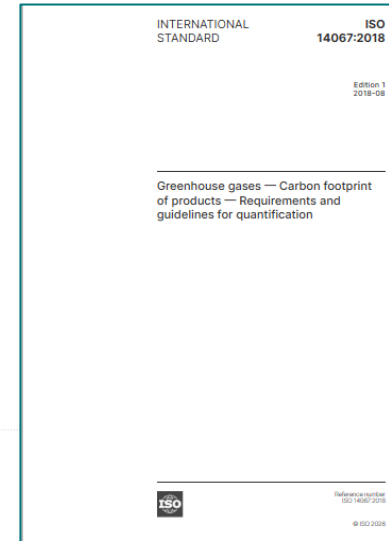 INTERNATIONAL STANDARD
ISO 14067:2018
Edition 1
2018-08
Greenhouse gases — Carbon footprint
of products — Requirements and
guidelines for quantification
ISO
Reference number
ISO 14067:2018
© ISO 2026